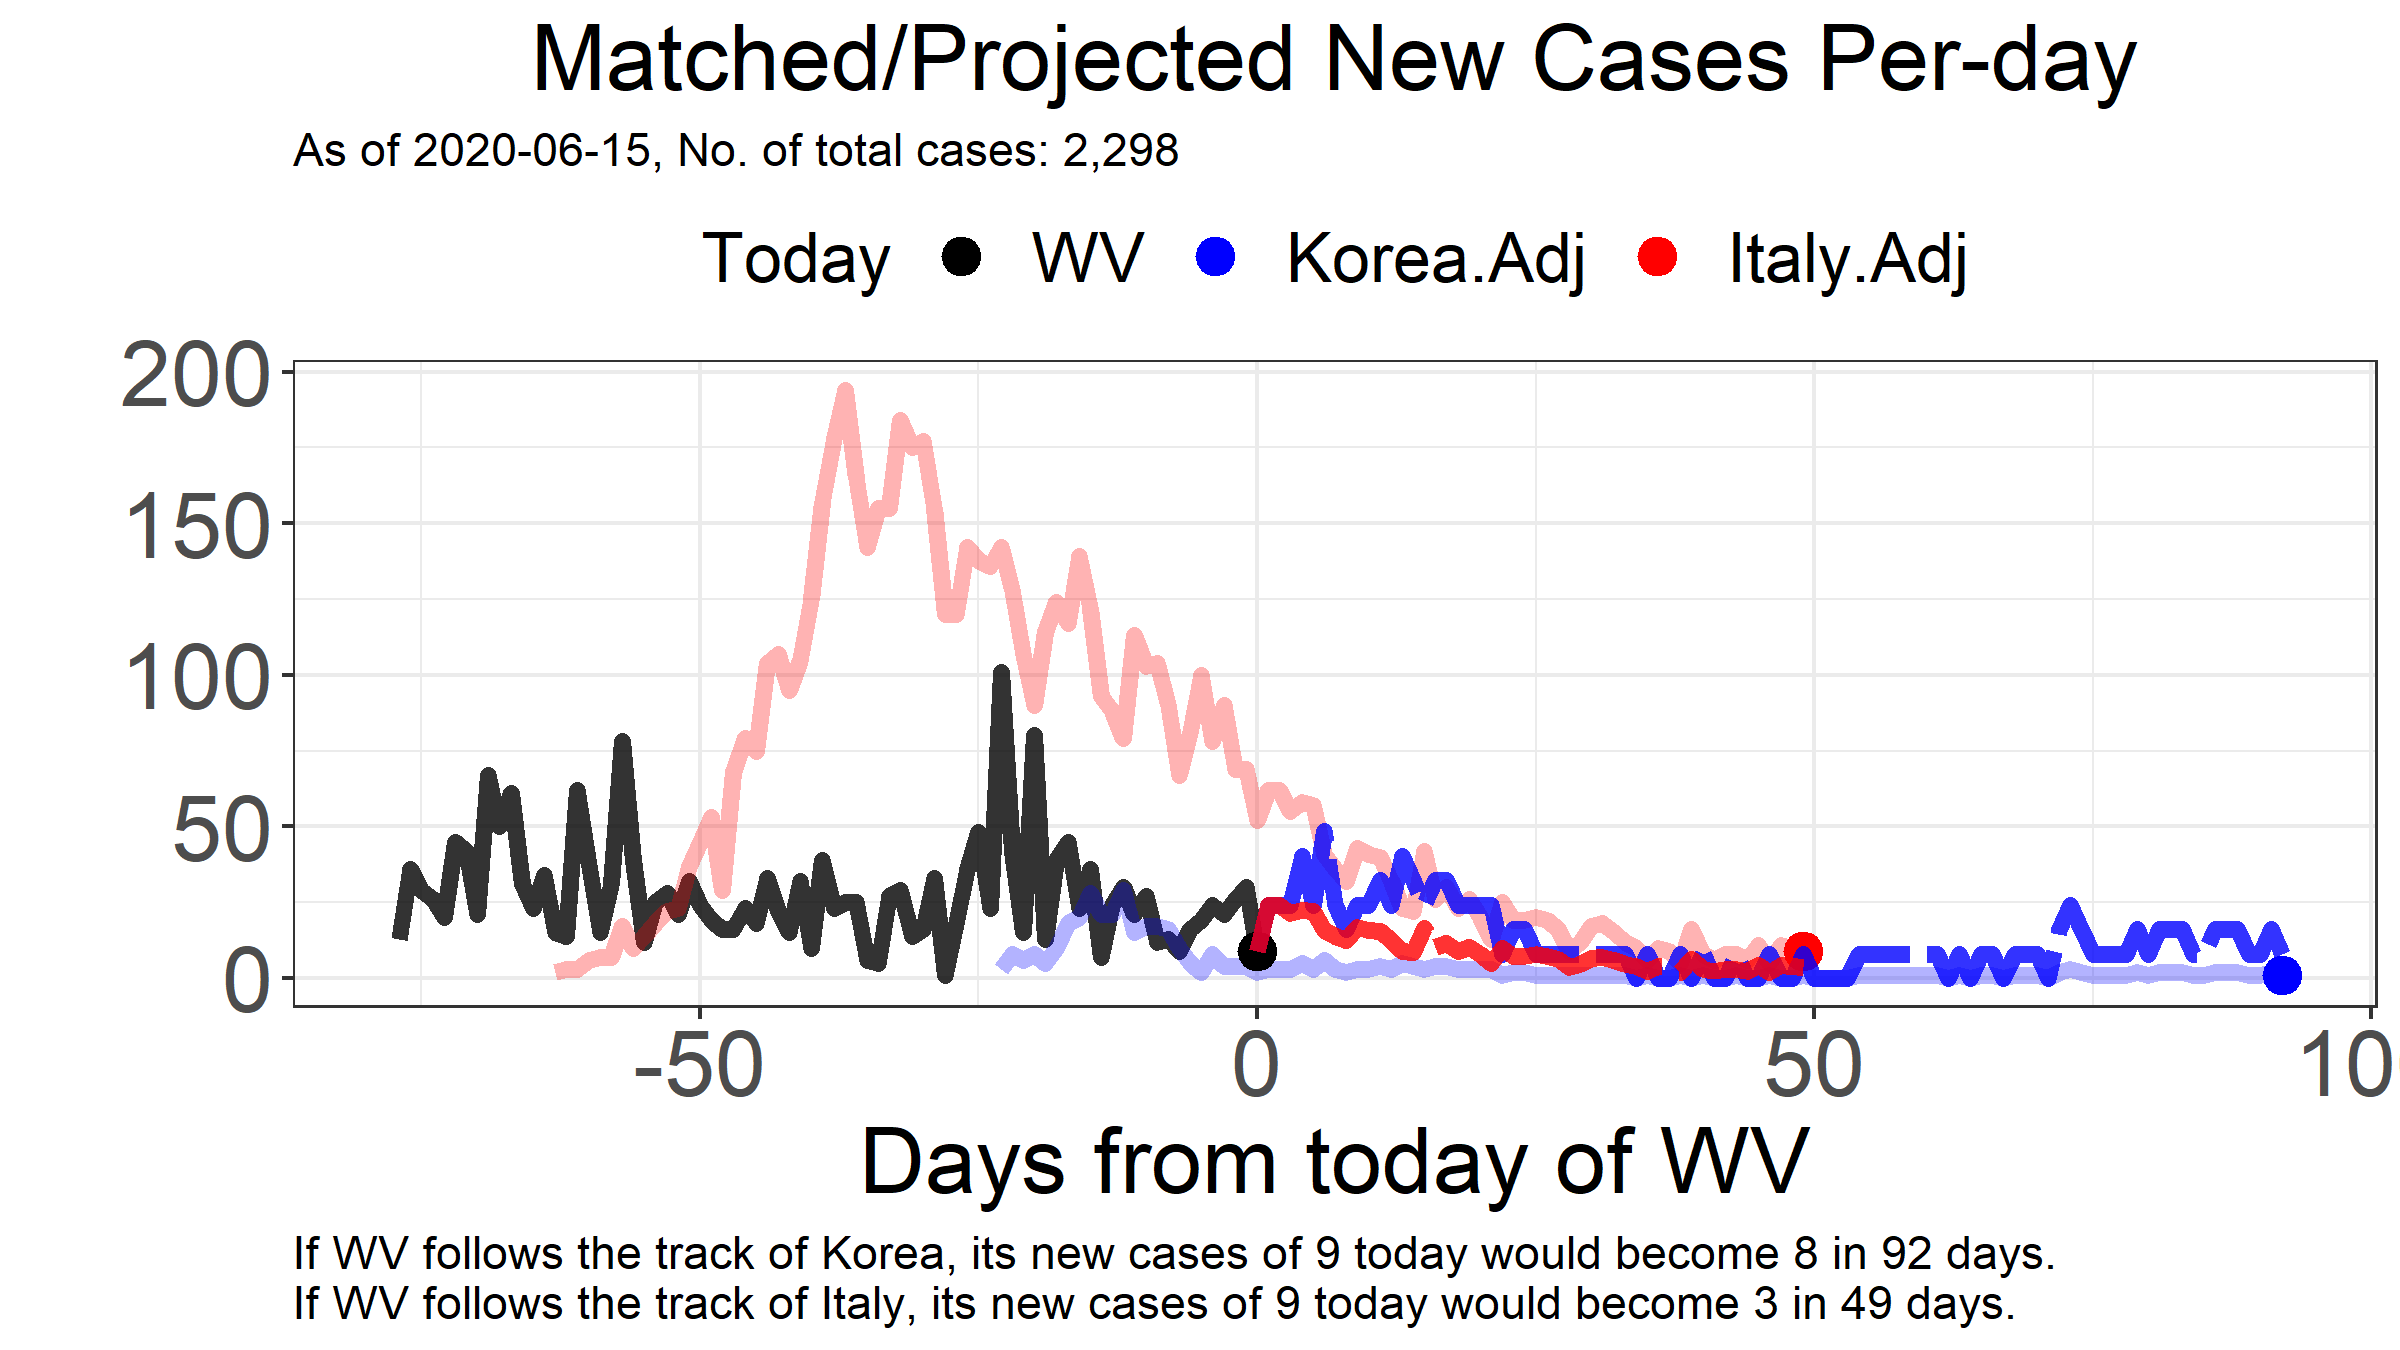 Matched/Projected New Cases Per-day
As of 2020-06-15, No. of total cases: 2,298
Today WV Korea.Adj Italy.Adj
200
150
100
50
0
-50 0 50 100
Days from today of WV
If WV follows the track of Korea, its new cases of 9 today would become 8 in 92 days.
If WV follows the track of Italy, its new cases of 9 today would become 3 in 49 days.